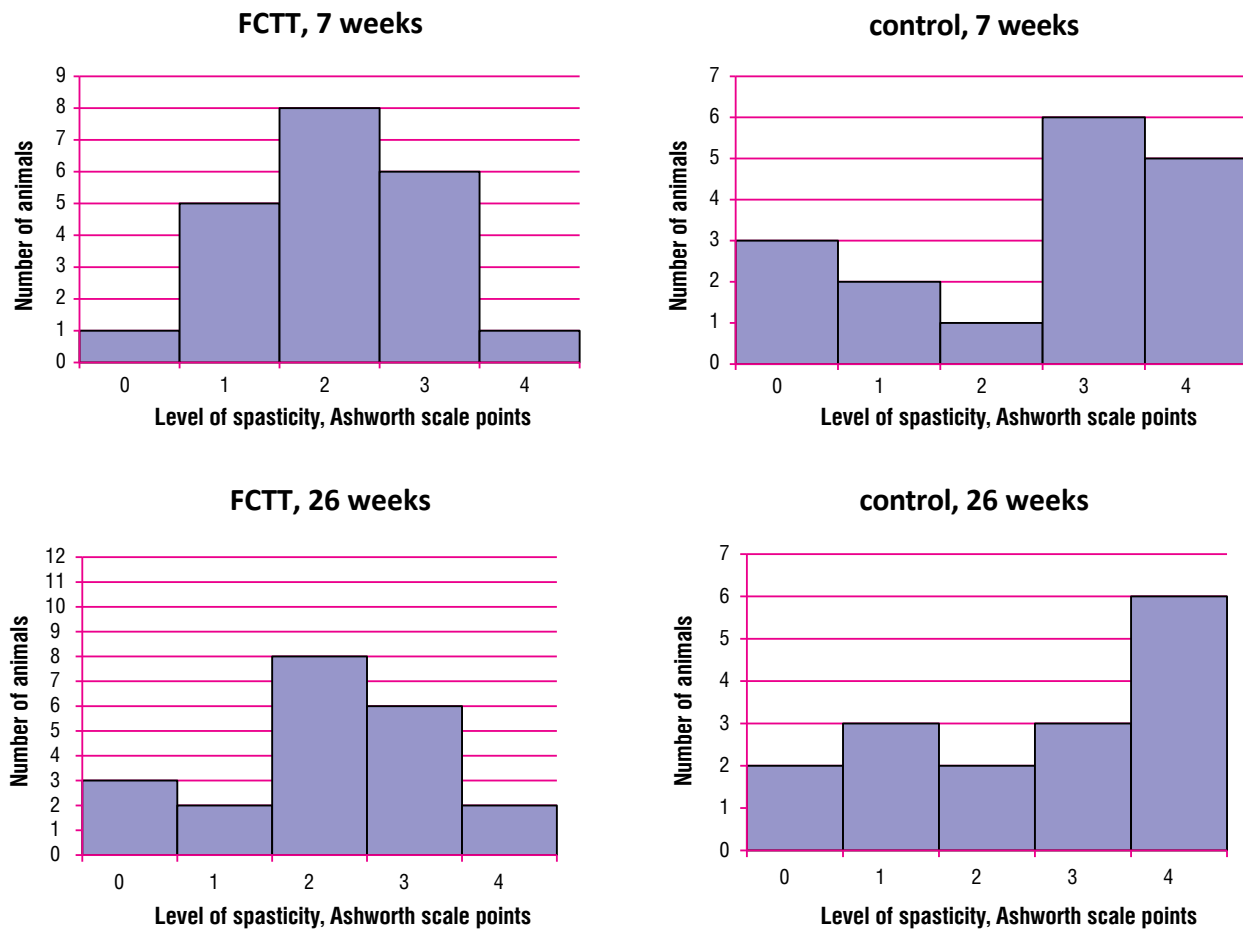 FCTT, 7 weeks
Number of animals
9
8
7
6
5
4
3
2
1
0
0 1 2 3 4
Level of spasticity, Ashworth scale points
control, 7 weeks
Number of animals
7
6
5
4
3
2
1
0
0 1 2 3 4
Level of spasticity, Ashworth scale points
FCTT, 26 weeks
Number of animals
12
11
10
9
8
7
6
5
4
3
2
1
0
0 1 2 3 4
Level of spasticity, Ashworth scale points
control, 26 weeks
Number of animals
7
6
5
4
3
2
1
0
0 1 2 3 4
Level of spasticity, Ashworth scale points